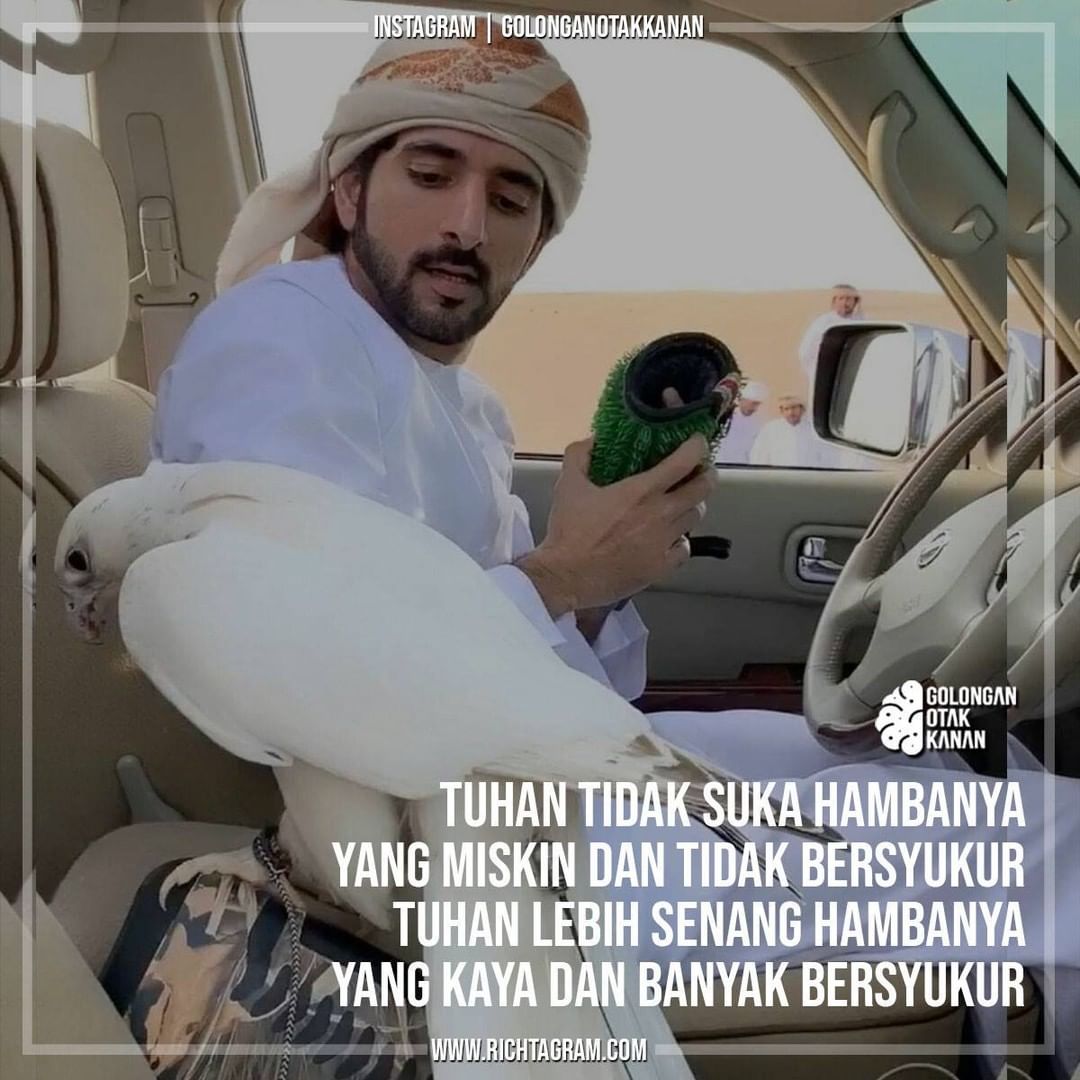 INSTAGRAM | GOLONGANOTAKKANAN
GOLONGAN
OTAK
KANAN
TUHAN TIDAK SUKA HAMBANYA
YANG MISKIN DAN TIDAK BERSYUKUR
TUHAN LEBIH SENANG HAMBANYA
YANG KAYA DAN BANYAK BERSYUKUR
WWW.RICHTAGRAM.COM